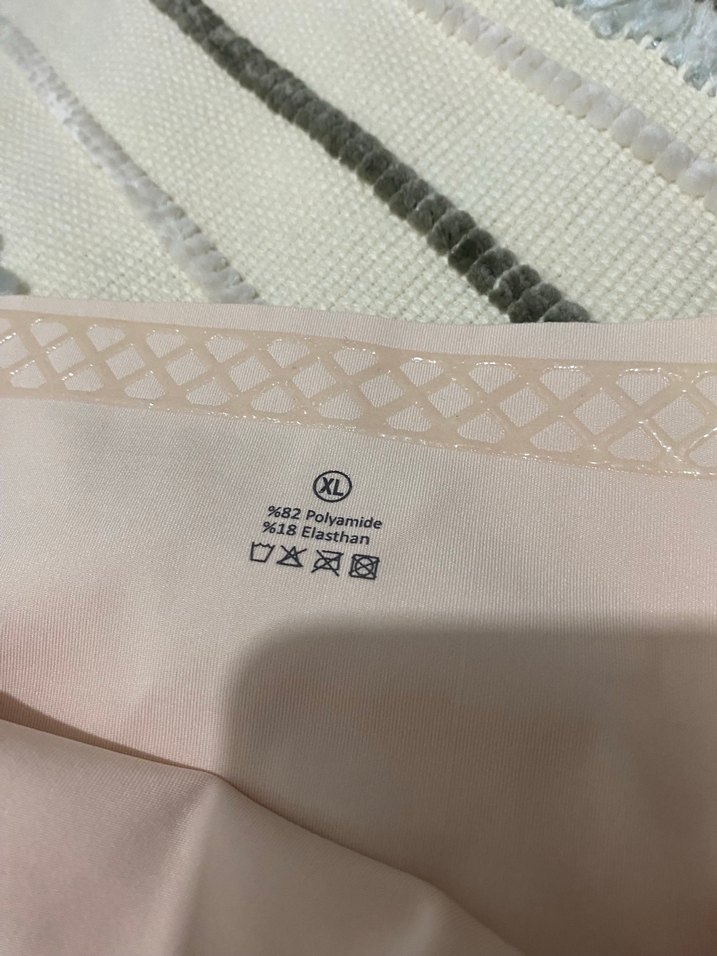 XL
%82 Polyamide
%18 Elasthan